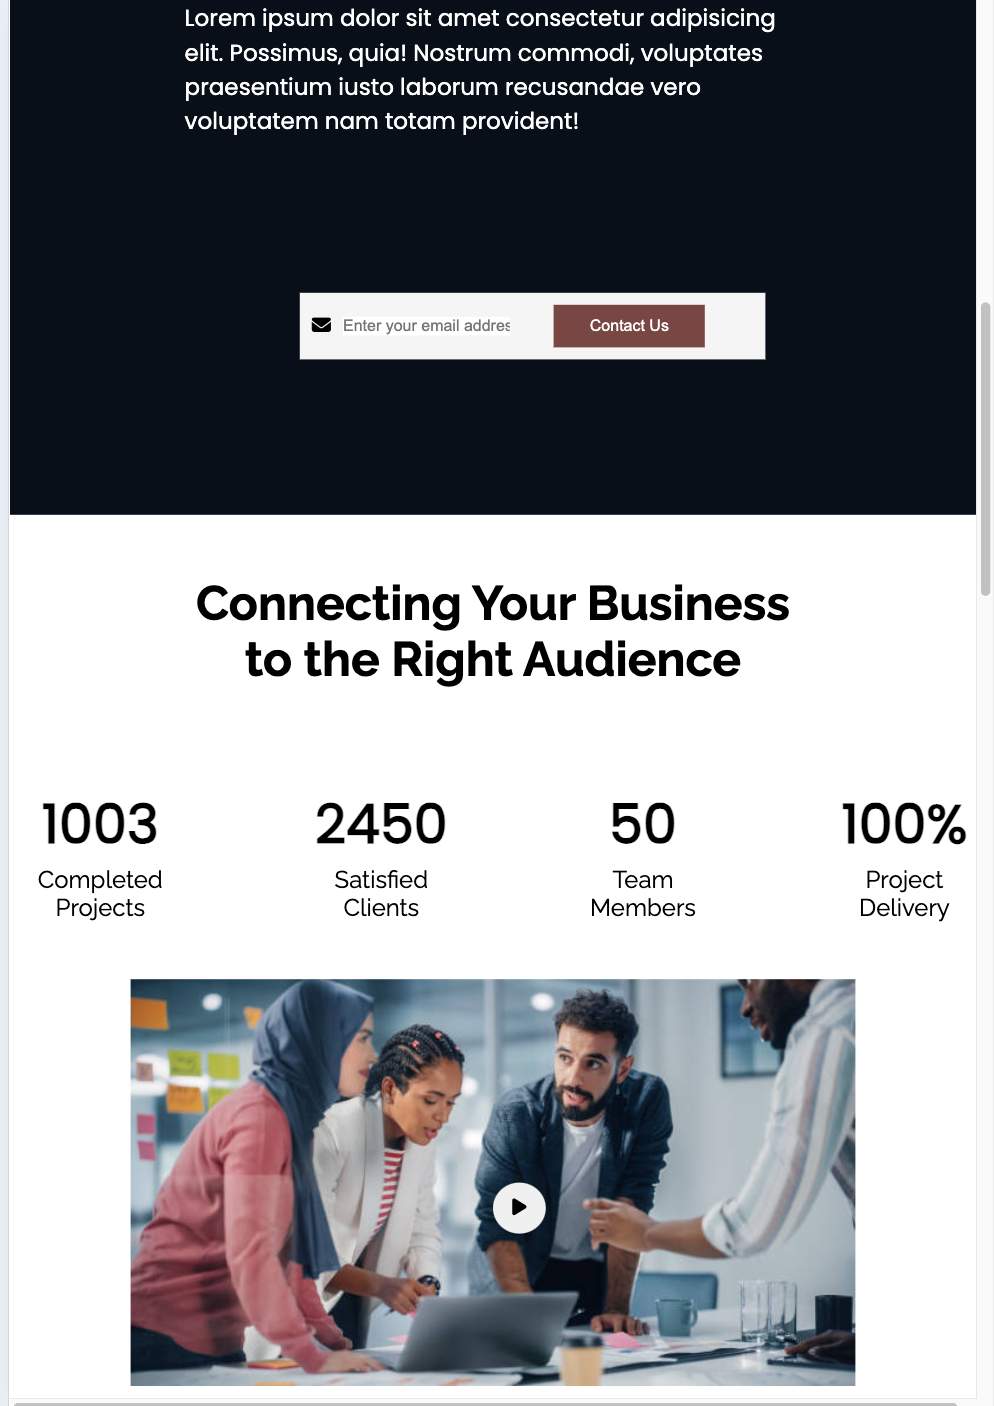 Lorem ipsum dolor sit amet consectetur adipisicing
elit. Possimus, quia! Nostrum commodi, voluptates
praesentium iusto laborum recusandae vero
voluptatem nam totam provident!
Enter your email addres
Contact Us
Connecting Your Business
to the Right Audience
1003
Completed
Projects
2450
Satisfied
Clients
50
Team
Members
100%
Project
Delivery